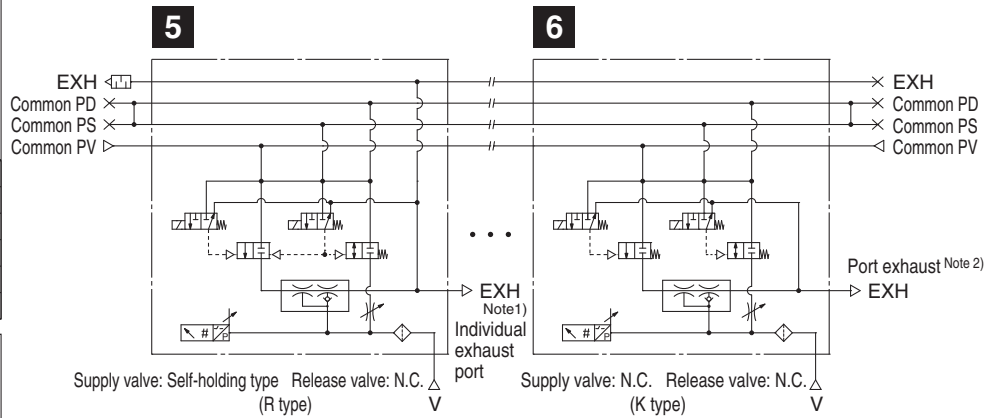 5
6
EXH
Common PD
Common PS
Common PV
EXH
Common PD
Common PS
Common PV
EXH
Note1)
Individual
exhaust
port
Port exhaust Note 2)
EXH
# P
# P
Supply valve: Self-holding type Release valve: N.C.
(R type)
V
Supply valve: N.C. Release valve: N.C.
(K type)
V